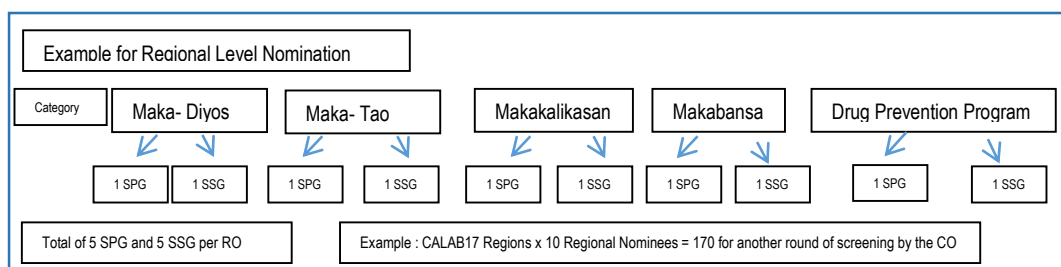 Example for Regional Level Nomination
Category
Maka- Diyos
Maka- Tao
Makakalikasan
Makabansa
Drug Prevention Program
1 SPG
1 SSG
1 SPG
1 SSG
1 SPG
1 SSG
1 SPG
1 SSG
1 SPG
1 SSG
Total of 5 SPG and 5 SSG per RO
Example : CALAB17 Regions x 10 Regional Nominees = 170 for another round of screening by the CO